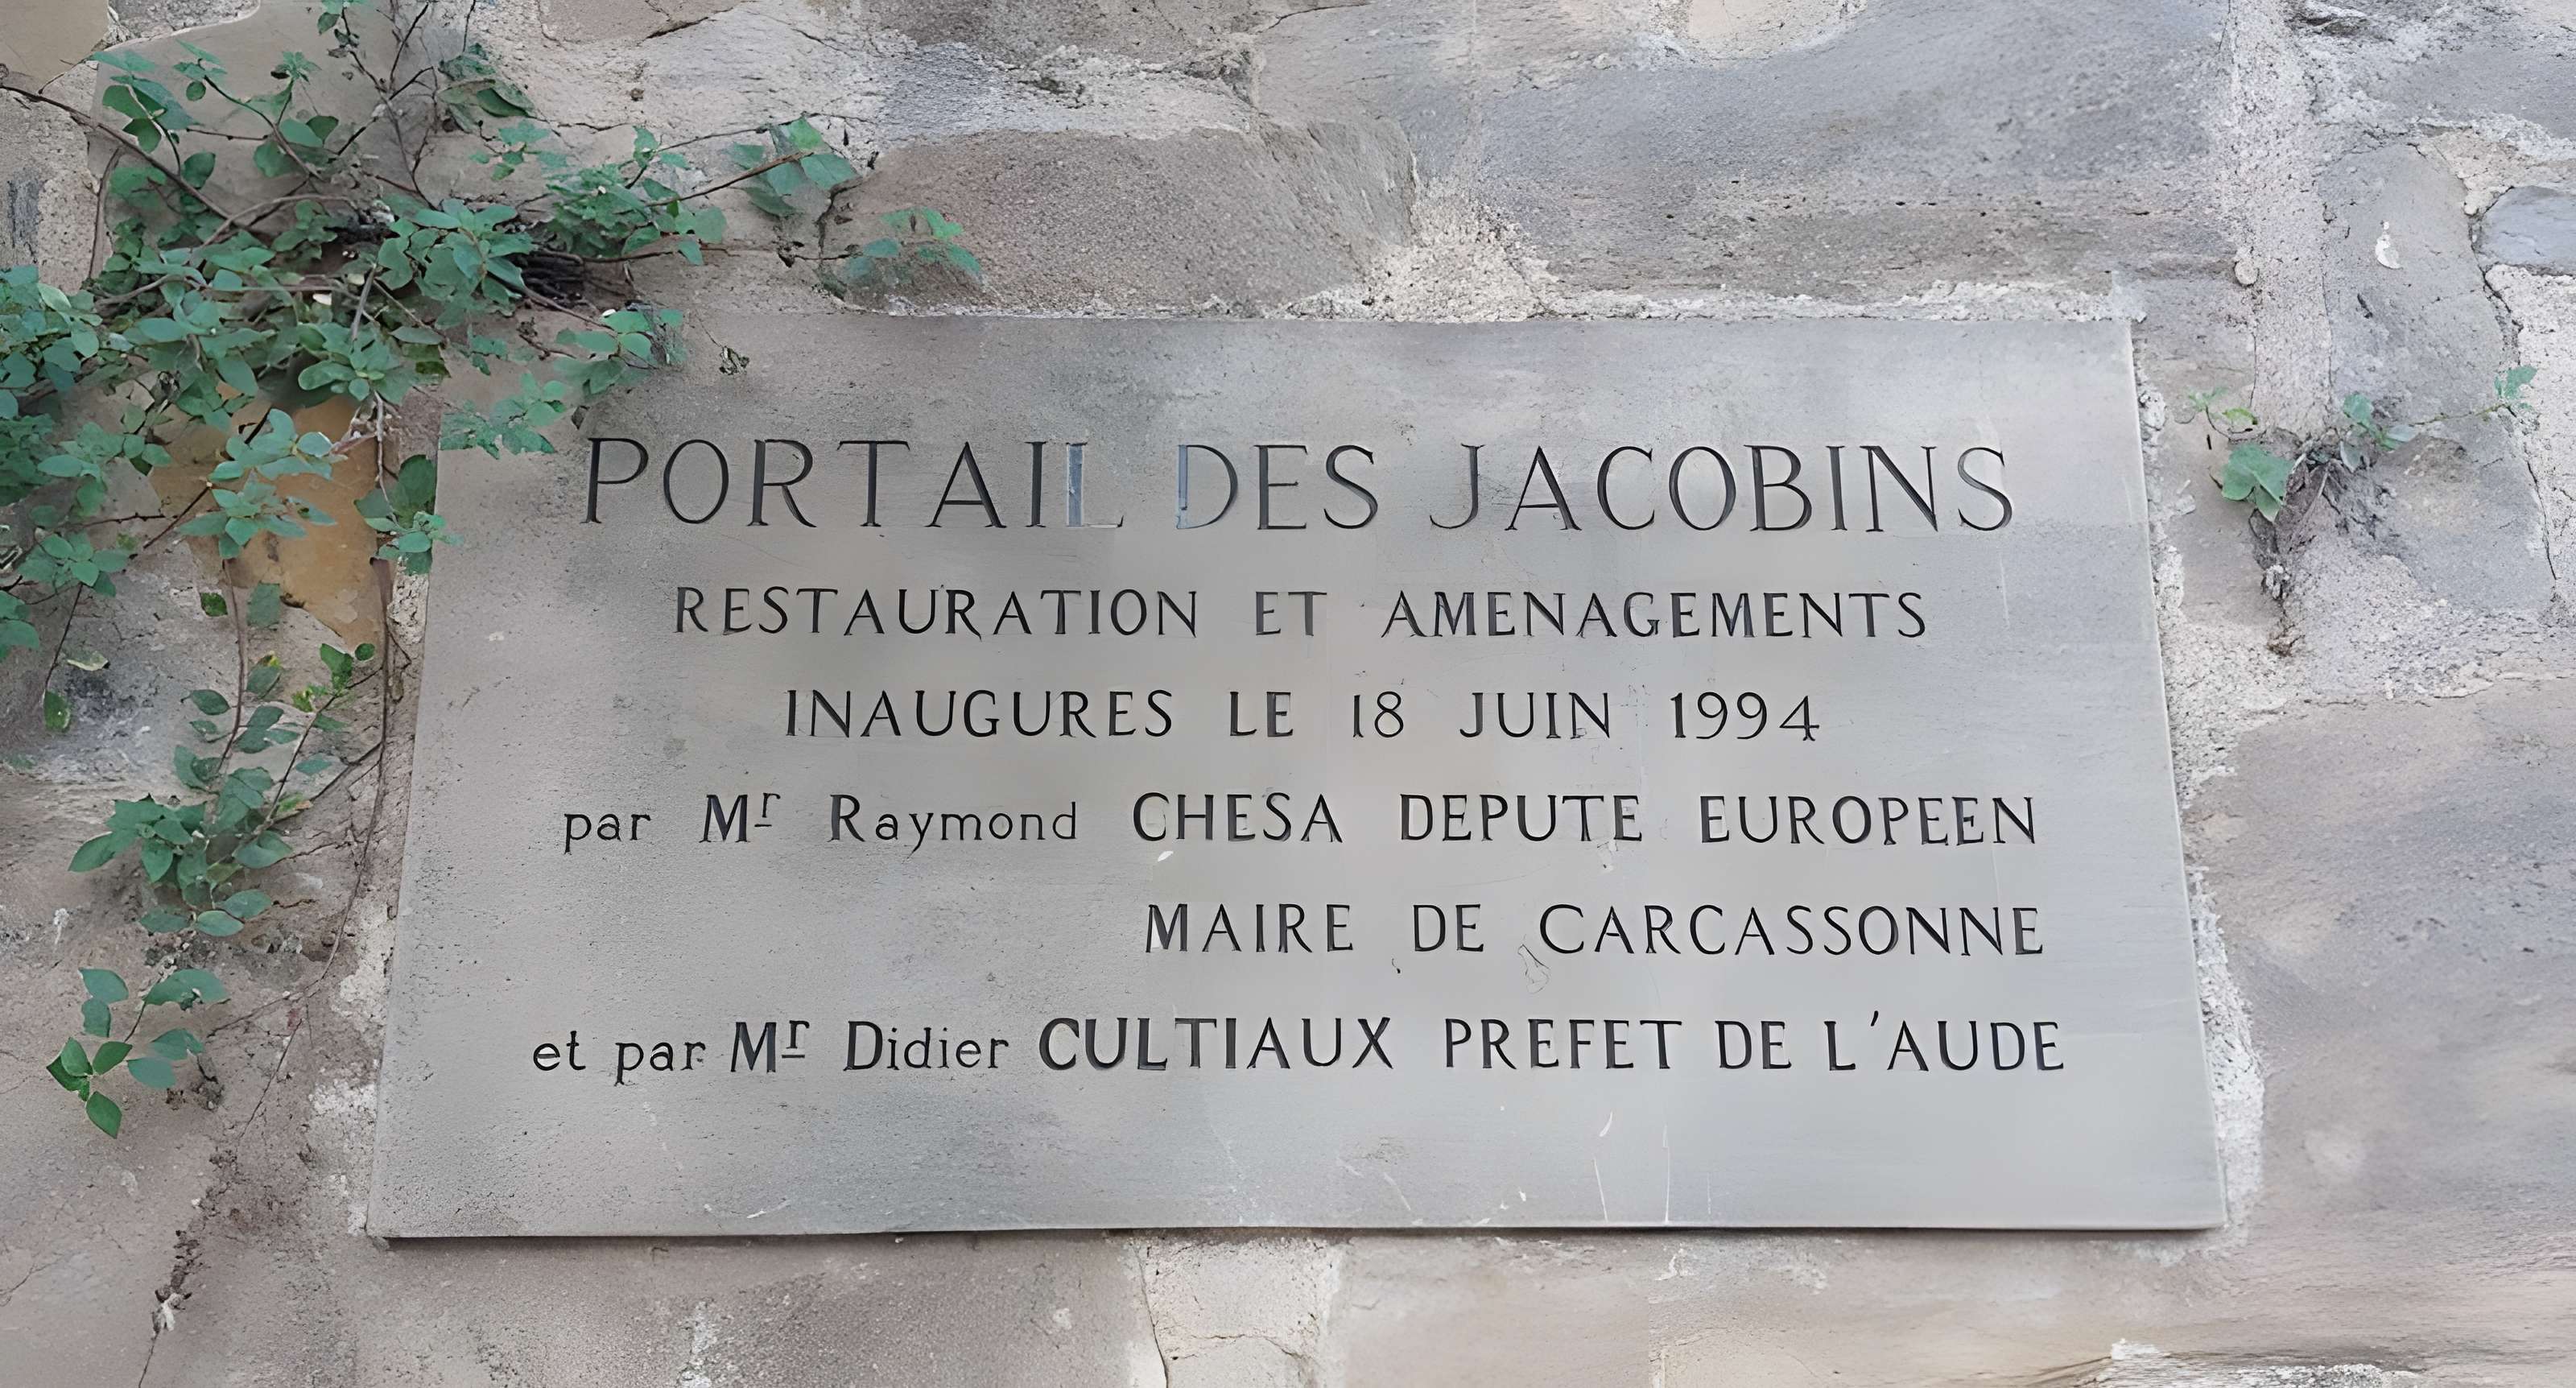 PORTAIL DES JACOBINS
RESTAURATION ET AMENAGEMENTS
INAUGURES LE 18 JUIN 1994
par Mr Raymond CHESA DEPUTE EUROPEEN
MAIRE DE CARCASSONNE
et par Mr Didier CULTIAUX PREFET DE L'AUDE